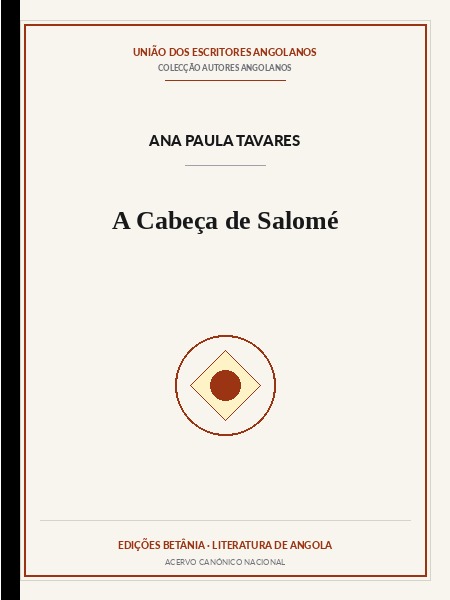 UNIÃO DOS ESCRITORES ANGOLANOS
COLECÇÃO AUTORES ANGOLANOS
ANA PAULA TAVARES
A Cabeça de Salomé
EDIÇÕES BETÂNIA · LITERATURA DE ANGOLA
ACERVO CANÓNICO NACIONAL